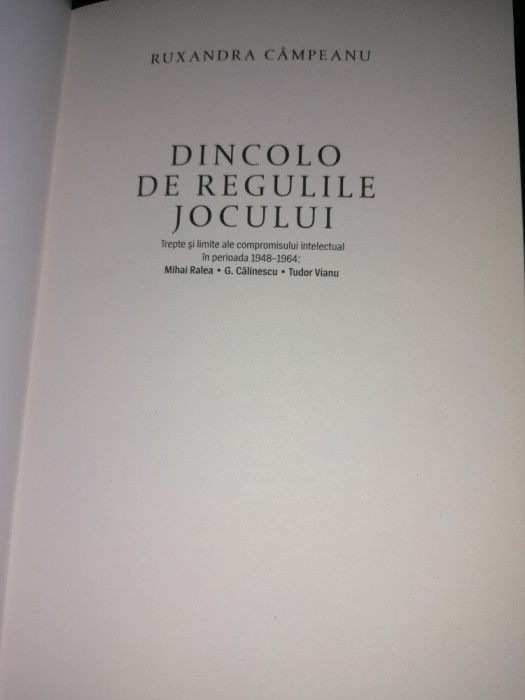 RUXANDRA CÂMPEANU
DINCOLO
DE REGULILE
JOCULUI
Trepte și limite ale compromisului intelectual
în perioada 1948–1964:
Mihai Ralea • G. Călinescu • Tudor Vianu